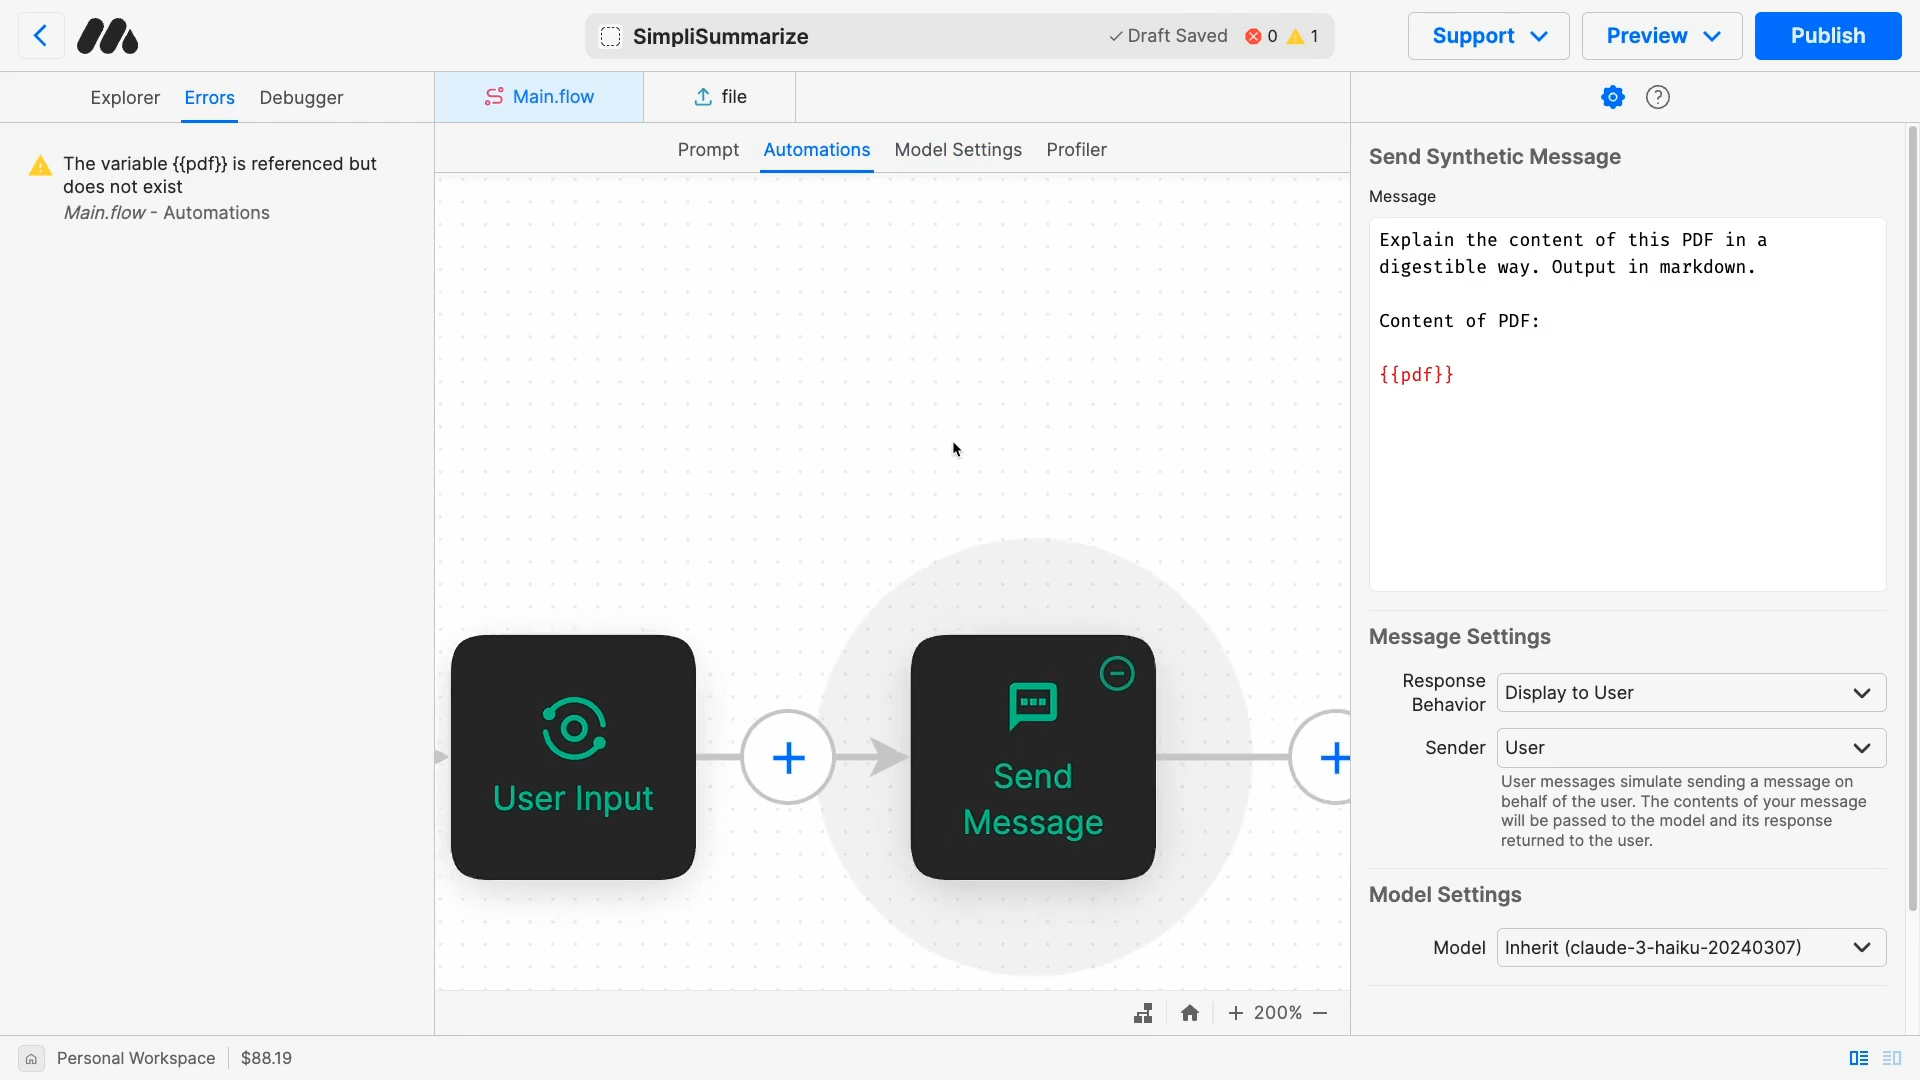 SimpliSummarize
Draft Saved
0
1
Support
Preview
Publish
Explorer
Errors
Debugger
Main.flow
file
The variable {{pdf}} is referenced but
does not exist
Main.flow - Automations
Prompt
Automations
Model Settings
Profiler
User Input
Send
Message
200%
Send Synthetic Message
Message
Explain the content of this PDF in a
digestible way. Output in markdown.
Content of PDF:
{{pdf}}
Message Settings
Response
Behavior
Display to User
Sender
User
User messages simulate sending a message on
behalf of the user. The contents of your message
will be passed to the model and its response
returned to the user.
Model Settings
Model
Inherit (claude-3-haiku-20240307)
Personal Workspace
$88.19